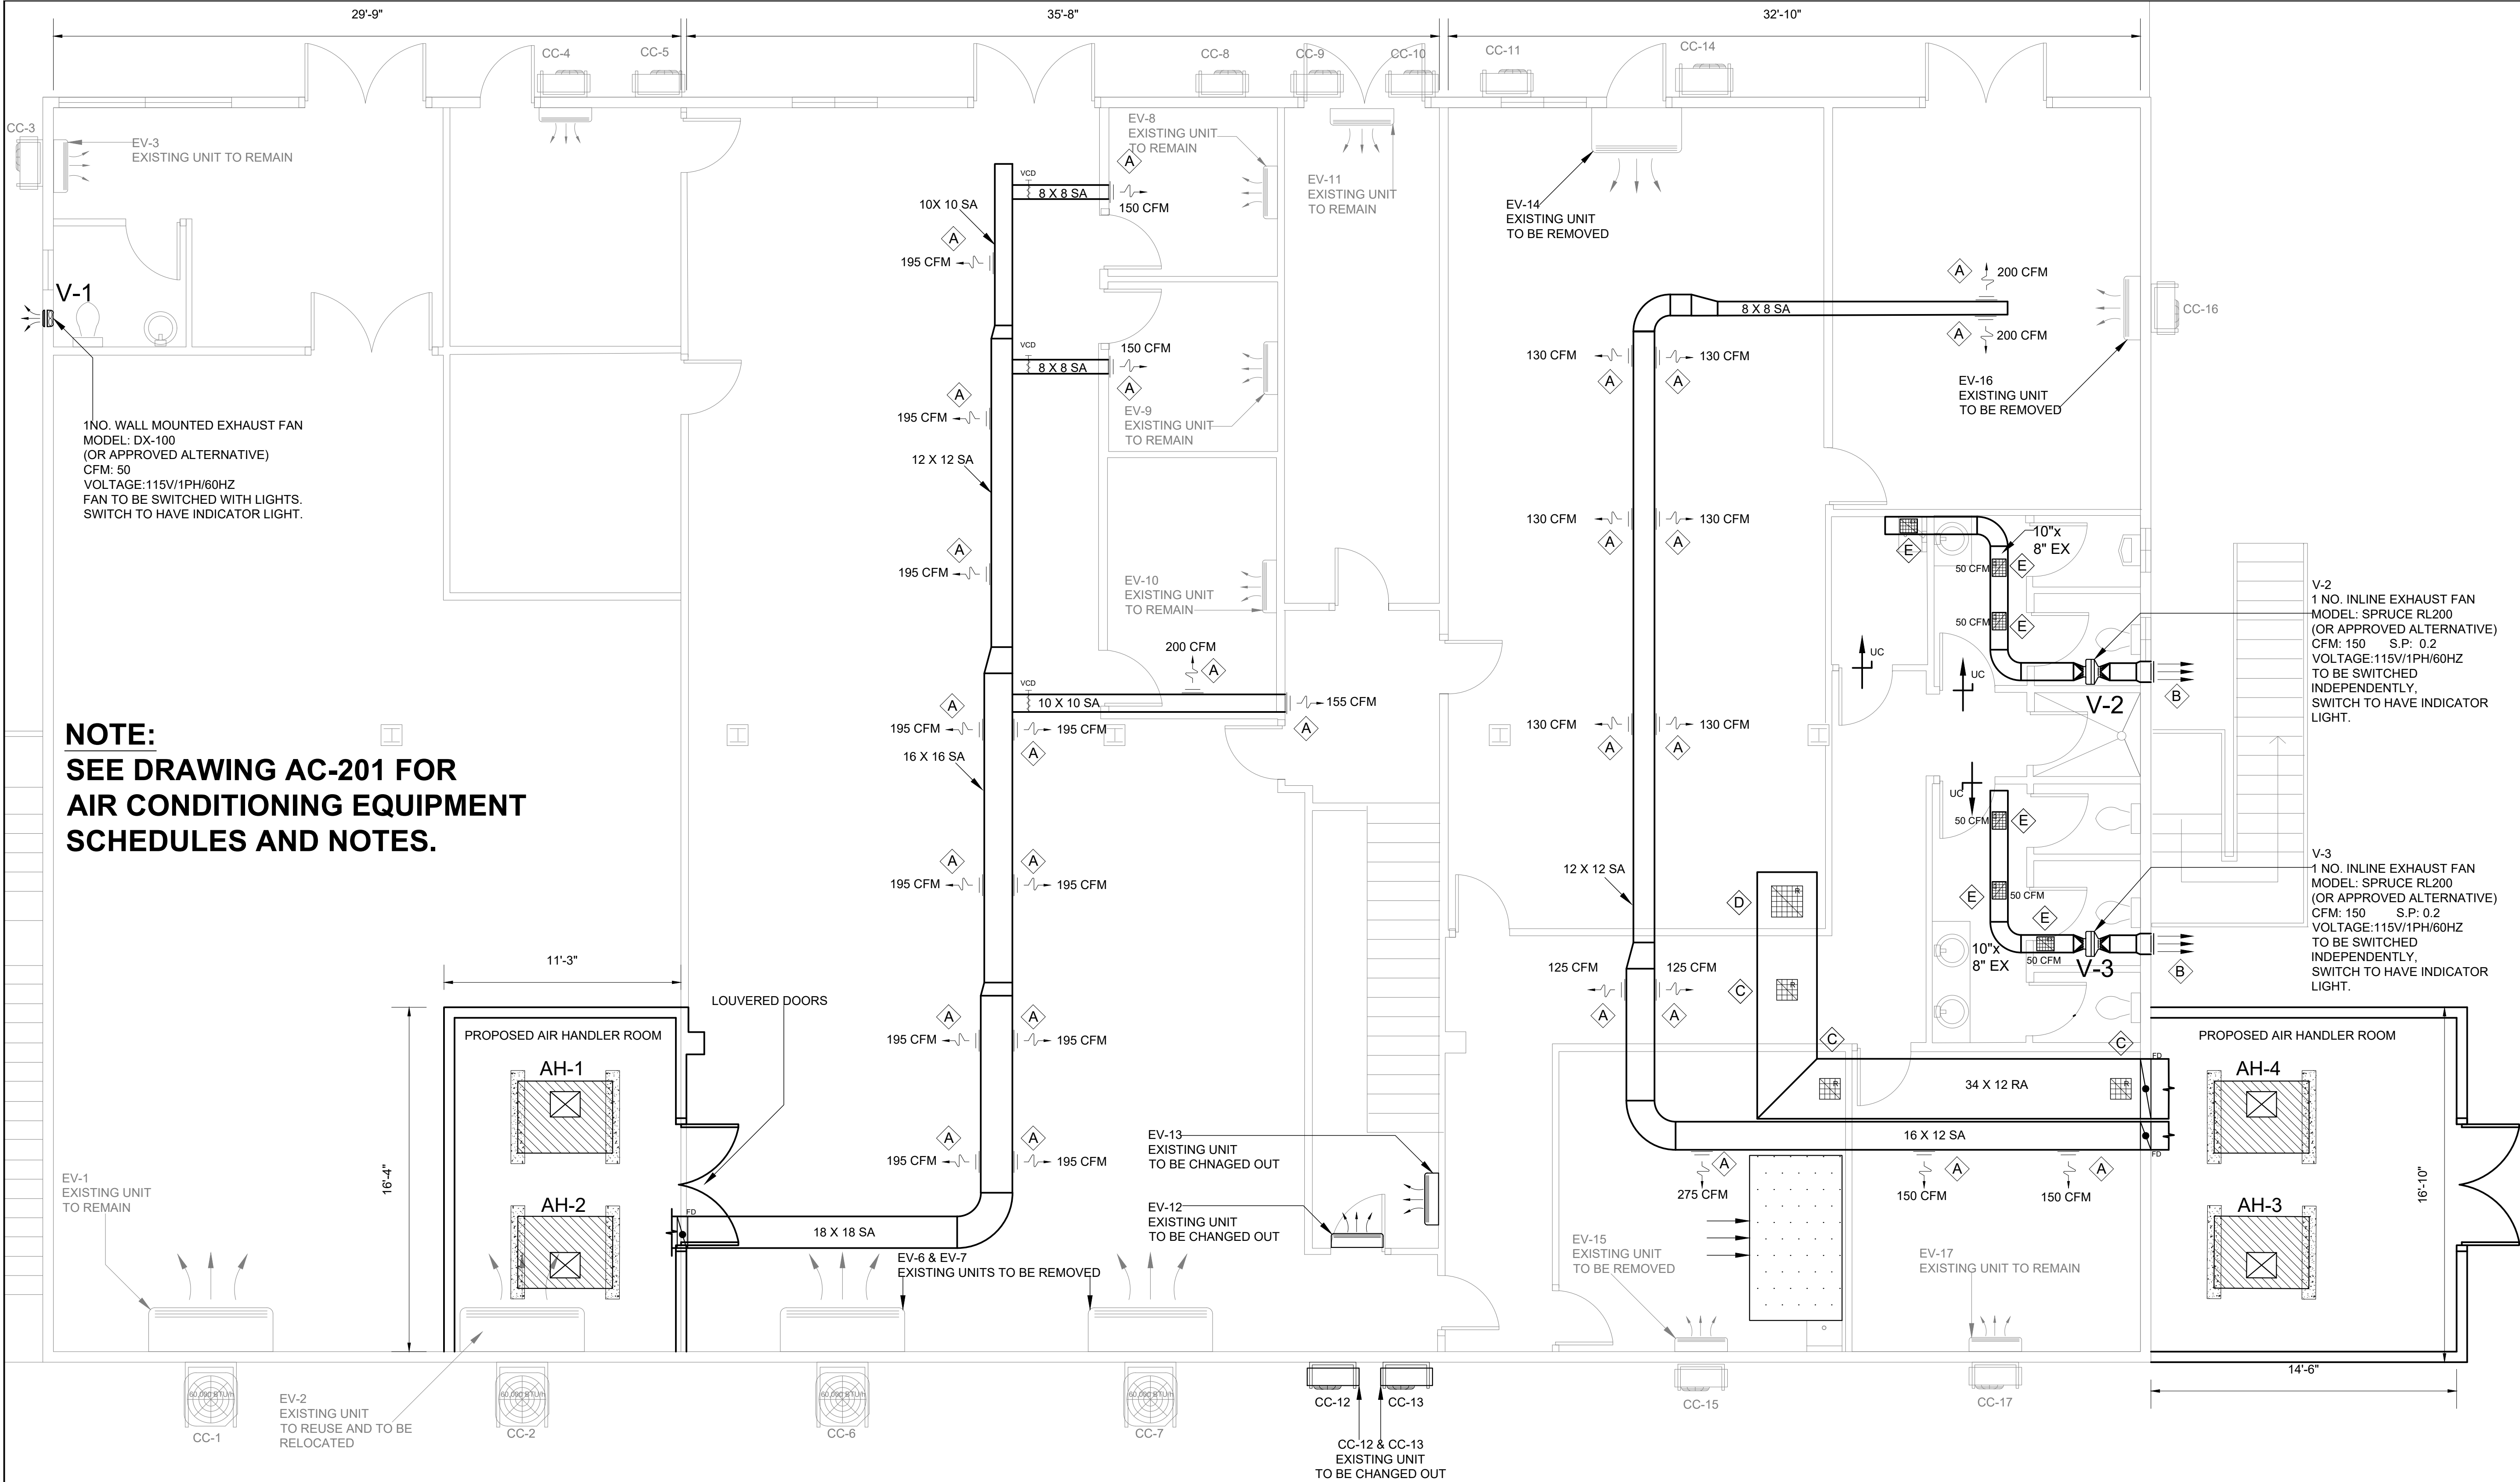 29'-9"
35'-8"
32'-10"
CC-4
CC-5
CC-8
CC-9
CC-10
CC-11
CC-14
CC-3
EV-3
EXISTING UNIT TO REMAIN
EV-8
EXISTING UNIT
TO REMAIN
A
EV-11
EXISTING UNIT
TO REMAIN
VCD
8 X 8 SA
150 CFM
10X 10 SA
A
195 CFM
EV-14
EXISTING UNIT
TO BE REMOVED
V-1
1NO. WALL MOUNTED EXHAUST FAN
MODEL: DX-100
(OR APPROVED ALTERNATIVE)
CFM: 50
VOLTAGE:115V/1PH/60HZ
FAN TO BE SWITCHED WITH LIGHTS.
SWITCH TO HAVE INDICATOR LIGHT.
VCD
8 X 8 SA
150 CFM
A
A
195 CFM
EV-9
EXISTING UNIT
TO REMAIN
12 X 12 SA
A
195 CFM
EV-10
EXISTING UNIT
TO REMAIN
200 CFM
A
VCD
10 X 10 SA
155 CFM
A
A
195 CFM
195 CFM
A
16 X 16 SA
A
A
195 CFM
195 CFM
A
A
195 CFM
195 CFM
A
A
195 CFM
195 CFM
A
200 CFM
8 X 8 SA
A
200 CFM
CC-16
EV-16
EXISTING UNIT
TO BE REMOVED
130 CFM
130 CFM
A
A
130 CFM
130 CFM
A
A
130 CFM
130 CFM
A
A
12 X 12 SA
125 CFM
125 CFM
A
A
10"x
8" EX
E
50 CFM
E
50 CFM
E
UC
UC
UC
V-2
B
V-2
1 NO. INLINE EXHAUST FAN
MODEL: SPRUCE RL200
(OR APPROVED ALTERNATIVE)
CFM: 150 S.P: 0.2
VOLTAGE:115V/1PH/60HZ
TO BE SWITCHED
INDEPENDENTLY,
SWITCH TO HAVE INDICATOR
LIGHT.
50 CFM
E
E
50 CFM
E
50 CFM
10"x
8" EX
V-3
B
V-3
1 NO. INLINE EXHAUST FAN
MODEL: SPRUCE RL200
(OR APPROVED ALTERNATIVE)
CFM: 150 S.P: 0.2
VOLTAGE:115V/1PH/60HZ
TO BE SWITCHED
INDEPENDENTLY,
SWITCH TO HAVE INDICATOR
LIGHT.
D
R
C
R
C
R
C
R
34 X 12 RA
FD
16 X 12 SA
FD
A
275 CFM
A
150 CFM
A
150 CFM
NOTE:
SEE DRAWING AC-201 FOR
AIR CONDITIONING EQUIPMENT
SCHEDULES AND NOTES.
11'-3"
LOUVERED DOORS
PROPOSED AIR HANDLER ROOM
AH-1
AH-2
16'-4"
FD
18 X 18 SA
EV-1
EXISTING UNIT
TO REMAIN
EV-6 & EV-7
EXISTING UNITS TO BE REMOVED
EV-13
EXISTING UNIT
TO BE CHNAGED OUT
EV-12
EXISTING UNIT
TO BE CHANGED OUT
EV-15
EXISTING UNIT
TO BE REMOVED
EV-17
EXISTING UNIT TO REMAIN
PROPOSED AIR HANDLER ROOM
AH-4
AH-3
16'-10"
14'-6"
60,000 BTU/h
60,000 BTU/h
60,000 BTU/h
60,000 BTU/h
CC-1
EV-2
EXISTING UNIT
TO REUSE AND TO BE
RELOCATED
CC-2
CC-6
CC-7
CC-12
CC-13
CC-15
CC-17
CC-12 & CC-13
EXISTING UNIT
TO BE CHANGED OUT